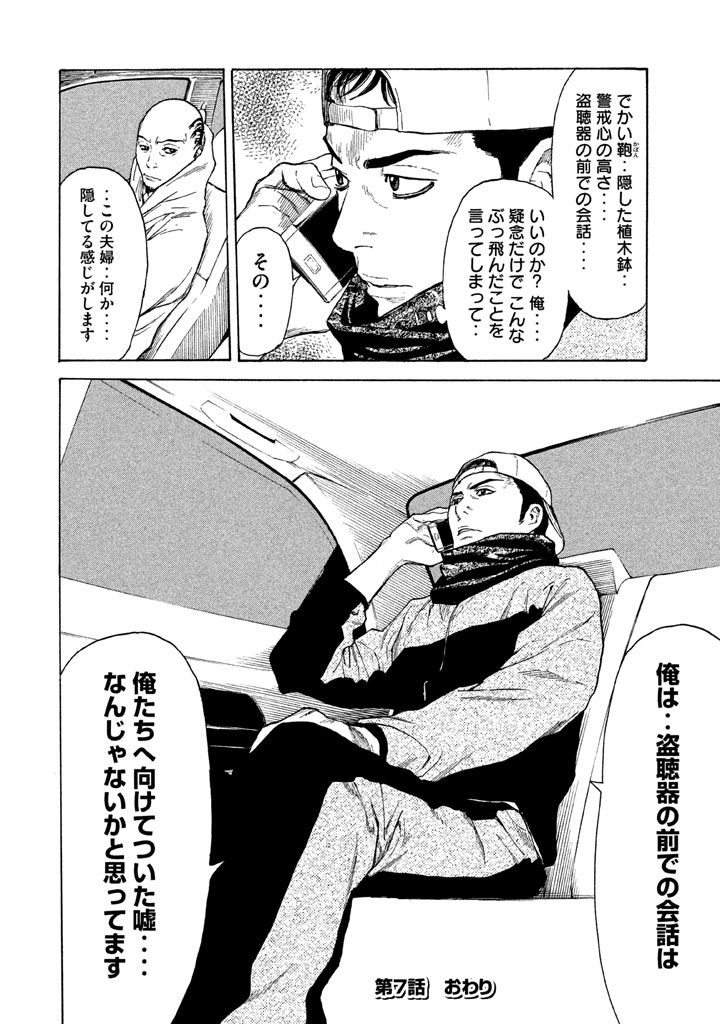 でかい鞄‥隠した植木鉢‥
警戒心の高さ‥‥
盗聴器の前での会話‥‥
いいのか？俺‥‥
疑念だけで こんな
ぶっ飛んだことを
言ってしまって‥
その‥‥
‥この夫婦‥何か‥‥
隠してる感じがします
俺は‥盗聴器の前での会話は
俺たちへ向けてついた嘘‥‥
なんじゃないかと思ってます
第7話 おわり